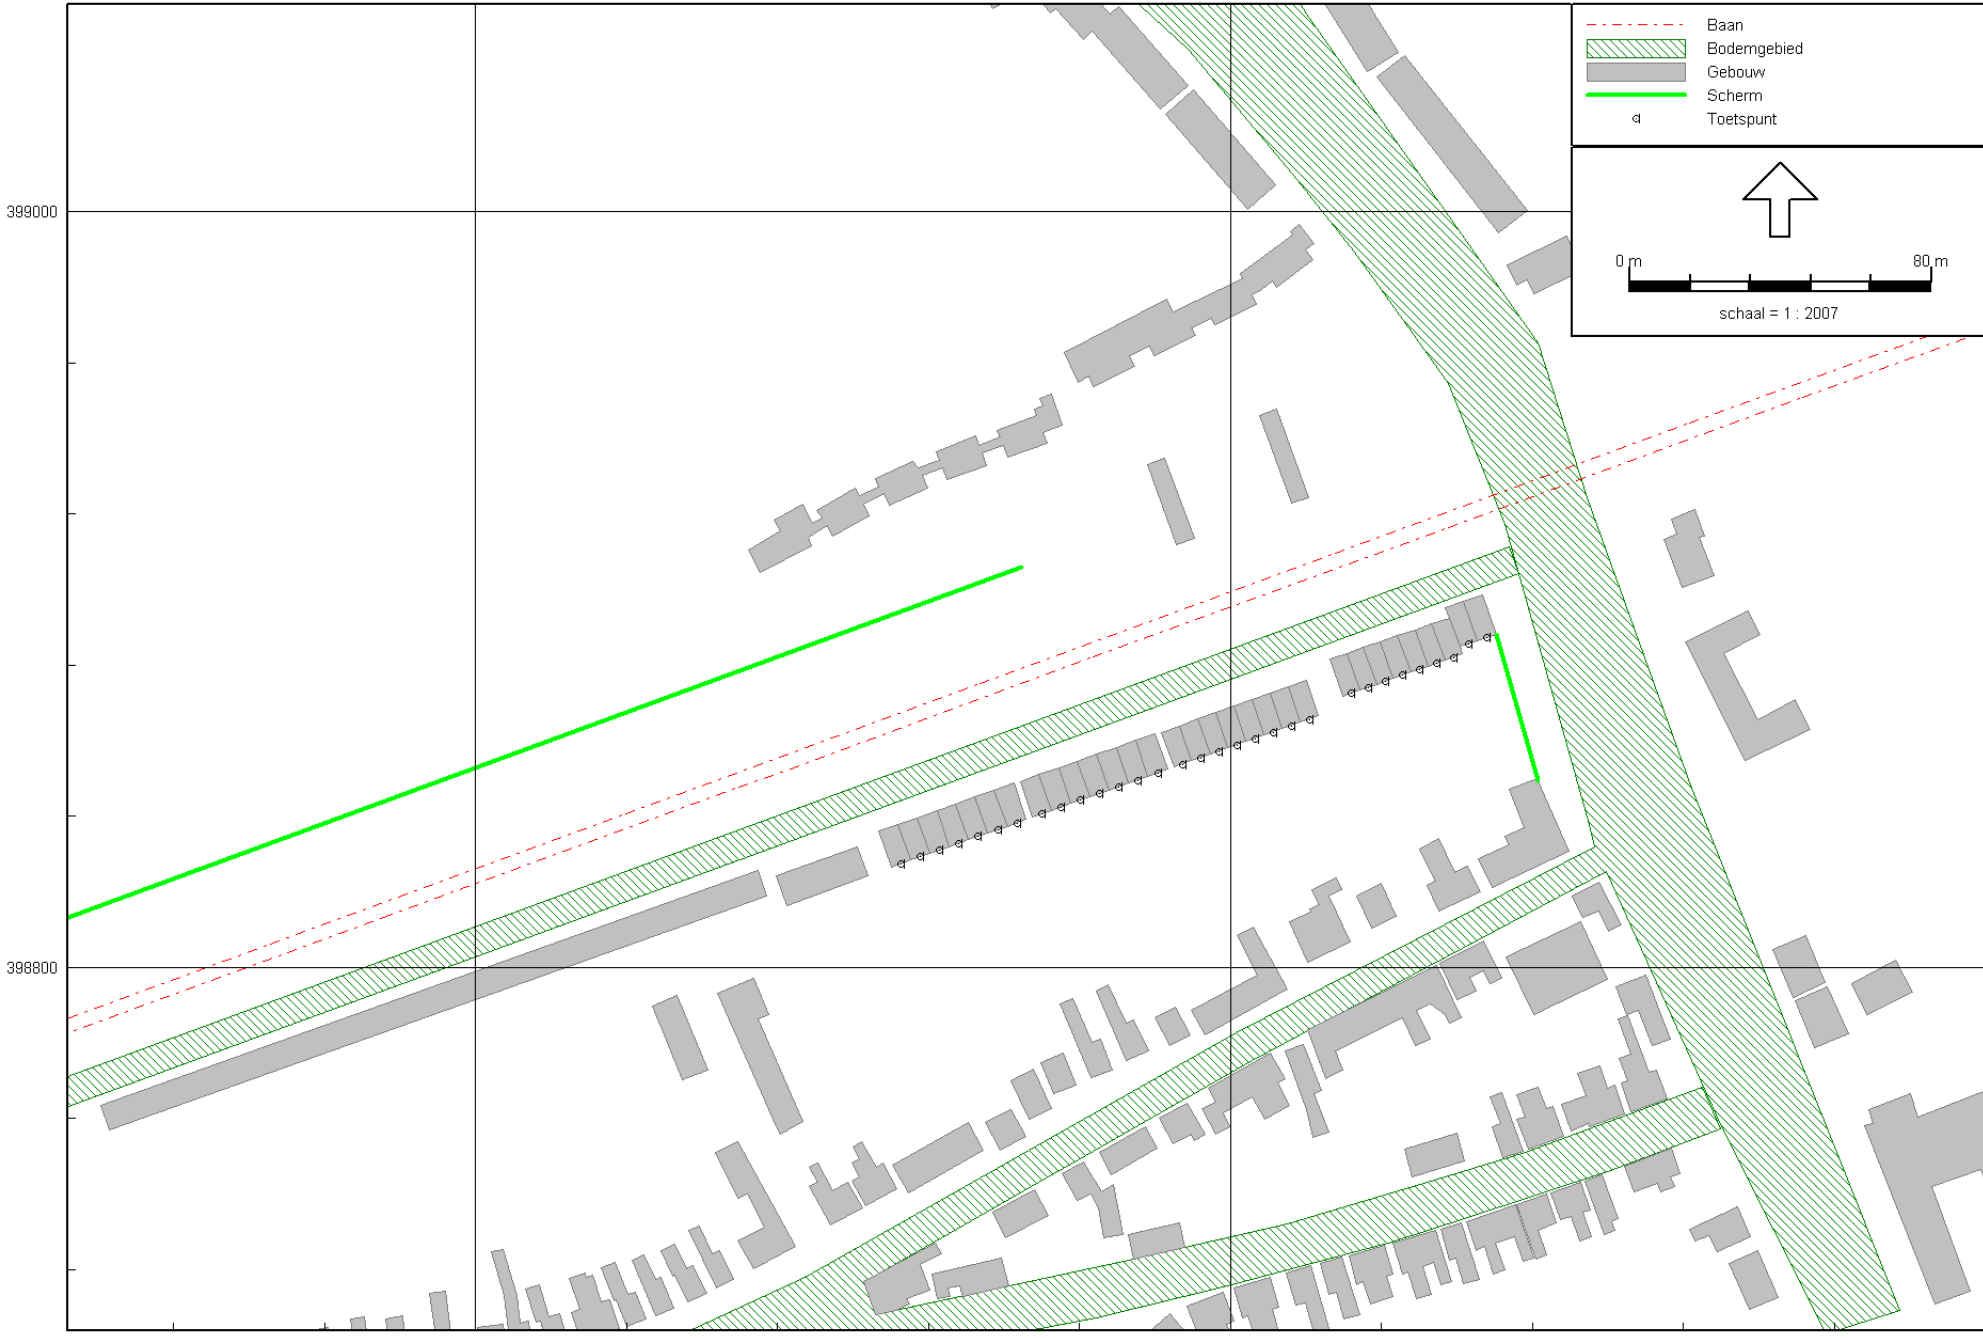 Baan
Bodemgebied
Gebouw
Scherm
Toetspunt
399000
0 m 80 m
schaal = 1 : 2007
398800